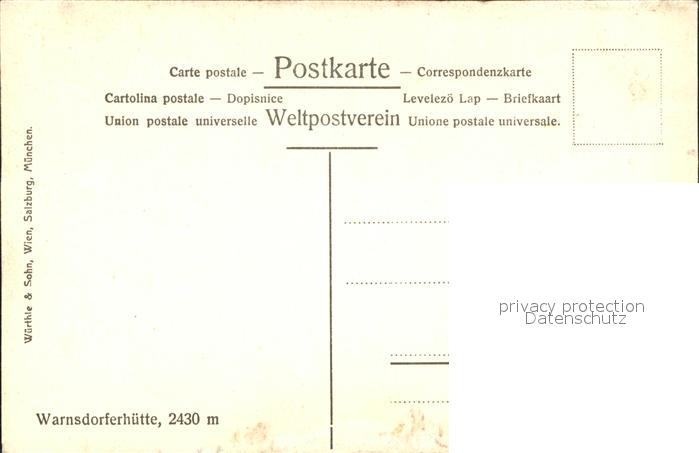 Carte postale — Postkarte — Correspondenzkarte
Cartolina postale — Dopisnice Levelezö Lap — Briefkaart
Union postale universelle Weltpostverein Unione postale universale.
Würthle & Sohn, Wien, Salzburg, München.
privacy protection
Datenschutz
Warnsdorferhütte, 2430 m